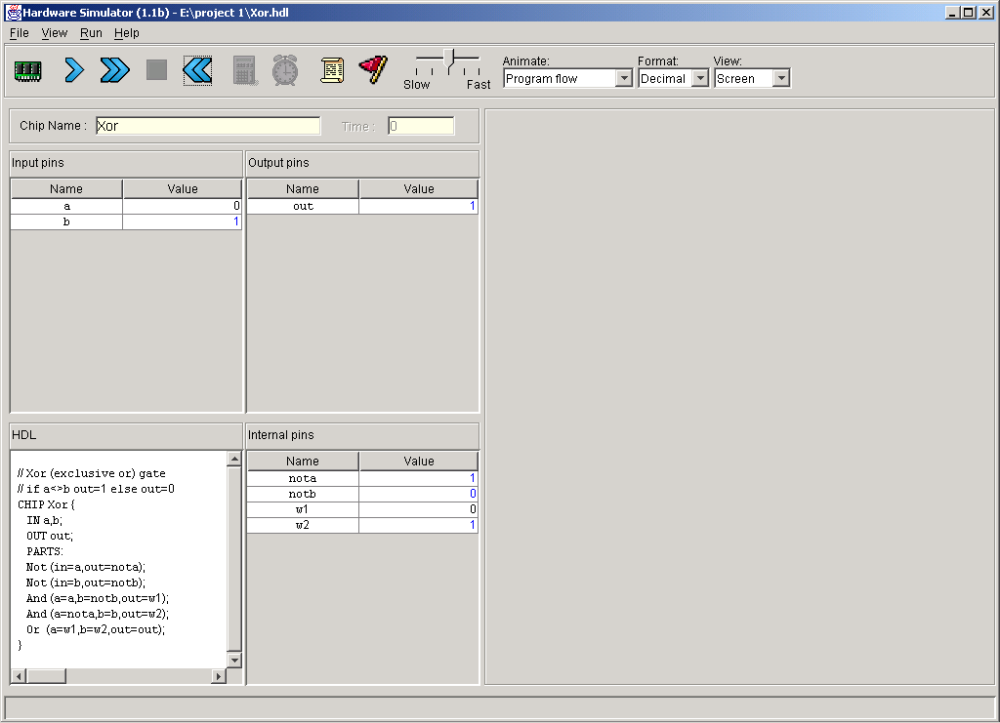 Hardware Simulator (1.1b) - E:\project 1\Xor.hdl
File View Run Help
Animate: Format: View:
Program flow Decimal Screen
Slow Fast
Chip Name : Xor Time : 0
Input pins Output pins
Name Value Name Value
a 0 out 1
b 1
HDL Internal pins
Name Value
// Xor (exclusive or) gate nota 1
// if a<>b out=1 else out=0 notb 0
CHIP Xor { w1 0
IN a,b; w2 1
OUT out;
PARTS:
Not (in=a,out=nota);
Not (in=b,out=notb);
And (a=a,b=notb,out=w1);
And (a=nota,b=b,out=w2);
Or (a=w1,b=w2,out=out);
}